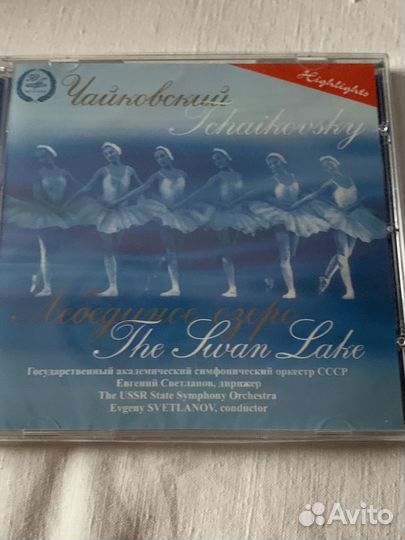 Чайковский
Highlights
Tchaikovsky
Лебединое озеро
The Swan Lake
Государственный академический симфонический оркестр СССР
Евгений Светланов, дирижер
The USSR State Symphony Orchestra
Evgeny SVETLANOV, conductor
Avito